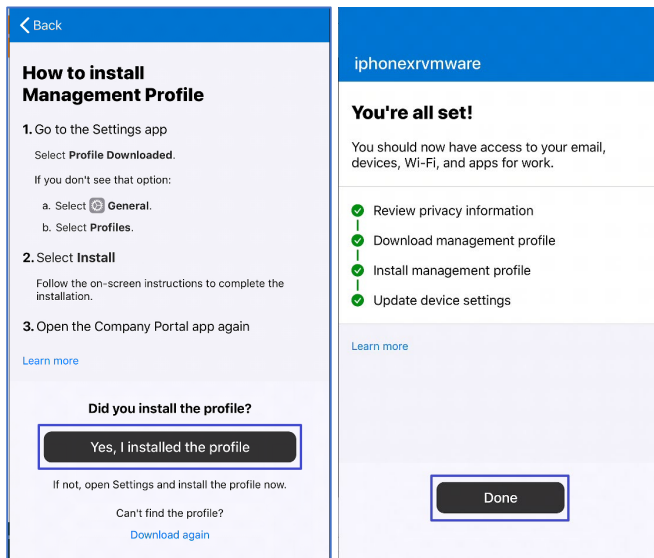 Back
How to install
Management Profile
1. Go to the Settings app
Select Profile Downloaded.
If you don't see that option:
a. Select General.
b. Select Profiles.
2. Select Install
Follow the on-screen instructions to complete the
installation.
3. Open the Company Portal app again
Learn more
Did you install the profile?
Yes, I installed the profile
If not, open Settings and install the profile now.
Can't find the profile?
Download again
iphonexrvmware
You're all set!
You should now have access to your email,
devices, Wi-Fi, and apps for work.
Review privacy information
Download management profile
Install management profile
Update device settings
Learn more
Done